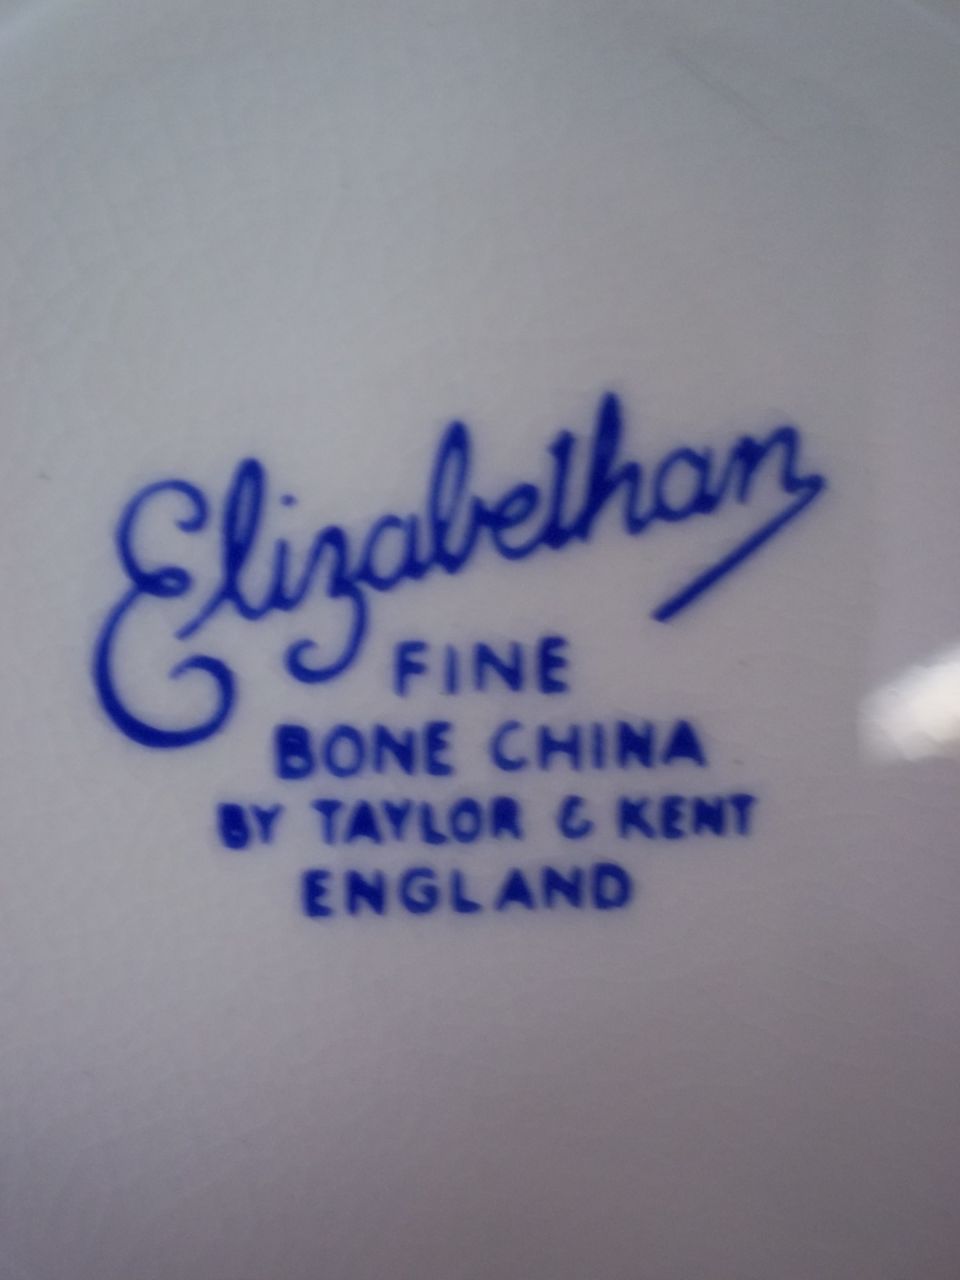 Elizabethan
FINE
BONE CHINA
BY TAYLOR & KENT
ENGLAND